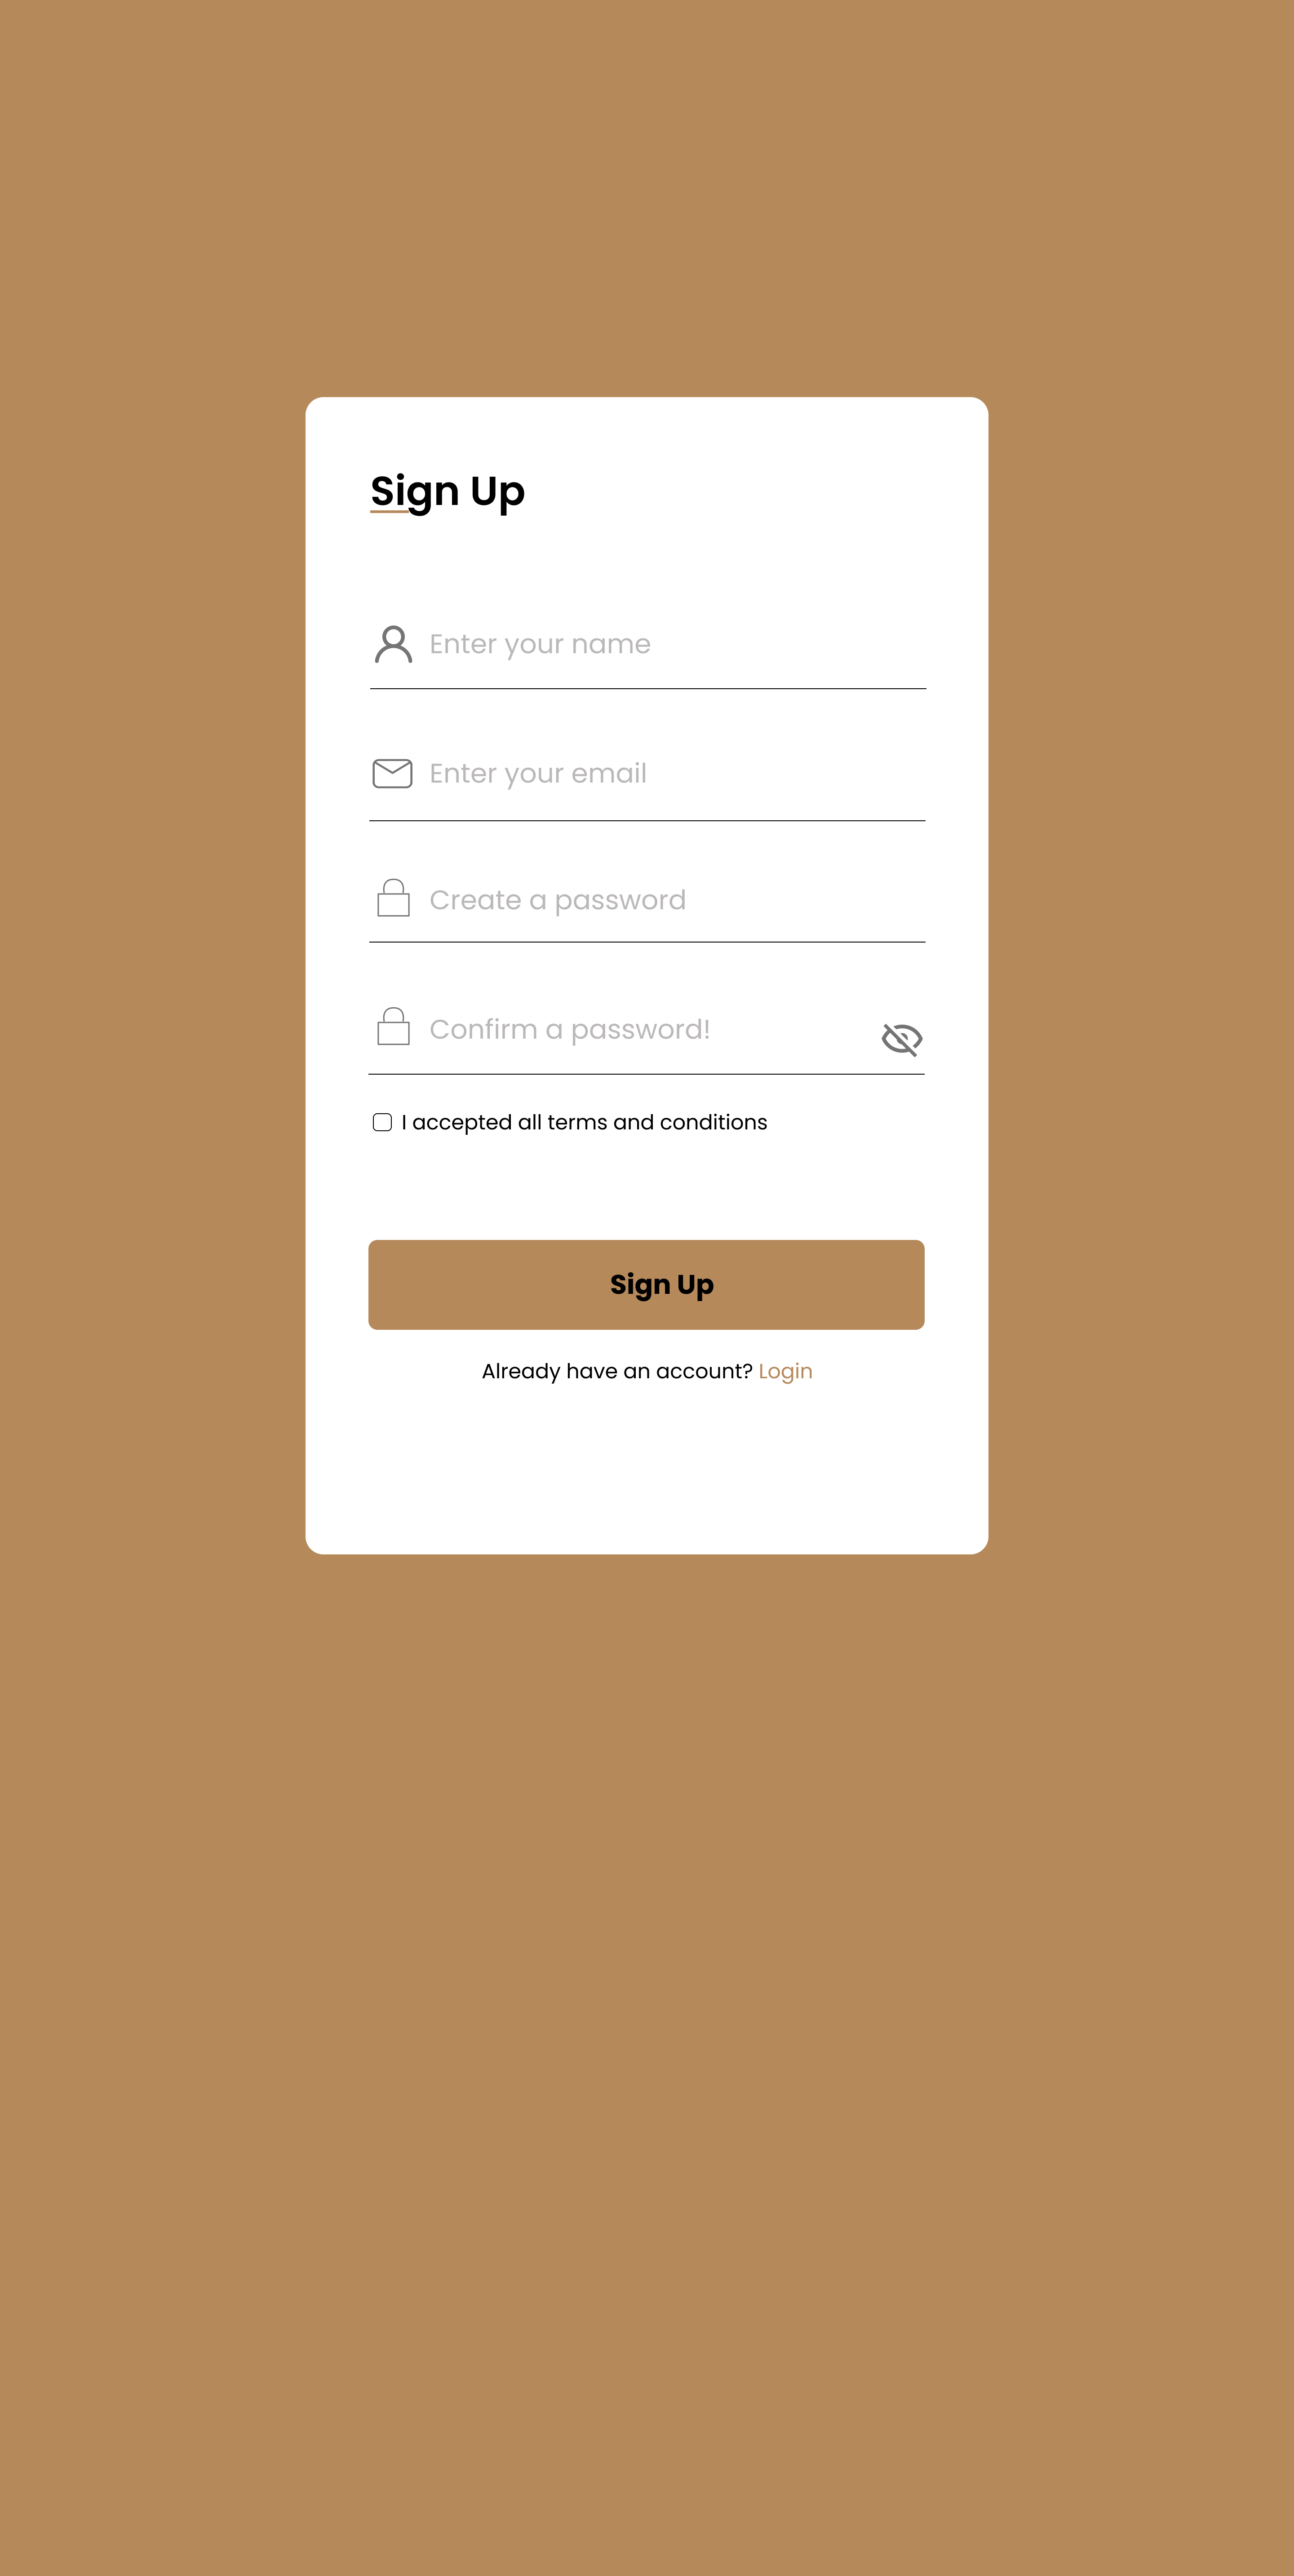 Sign Up
Enter your name
Enter your email
Create a password
Confirm a password!
I accepted all terms and conditions
Sign Up
Already have an account? Login